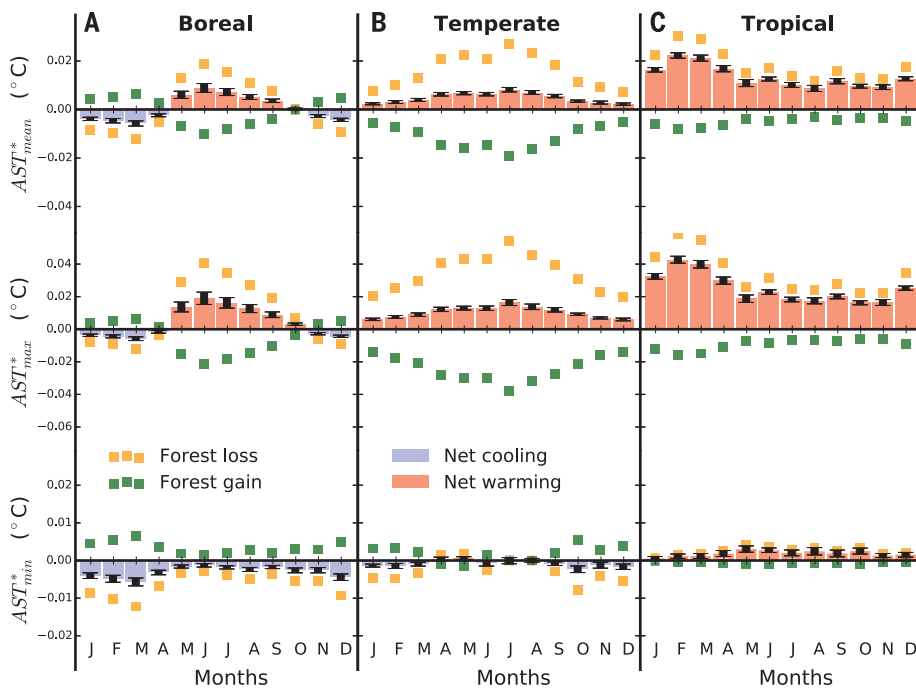 A Boreal
B Temperate
C Tropical
AST*mean (°C)
0.02
0.00
−0.02
−0.04
AST*max (°C)
0.04
0.02
0.00
−0.02
−0.04
−0.06
Forest loss
Forest gain
Net cooling
Net warming
AST*min (°C)
0.02
0.01
0.00
−0.01
−0.02
J F M A M J J A S O N D
J F M A M J J A S O N D
J F M A M J J A S O N D
Months
Months
Months